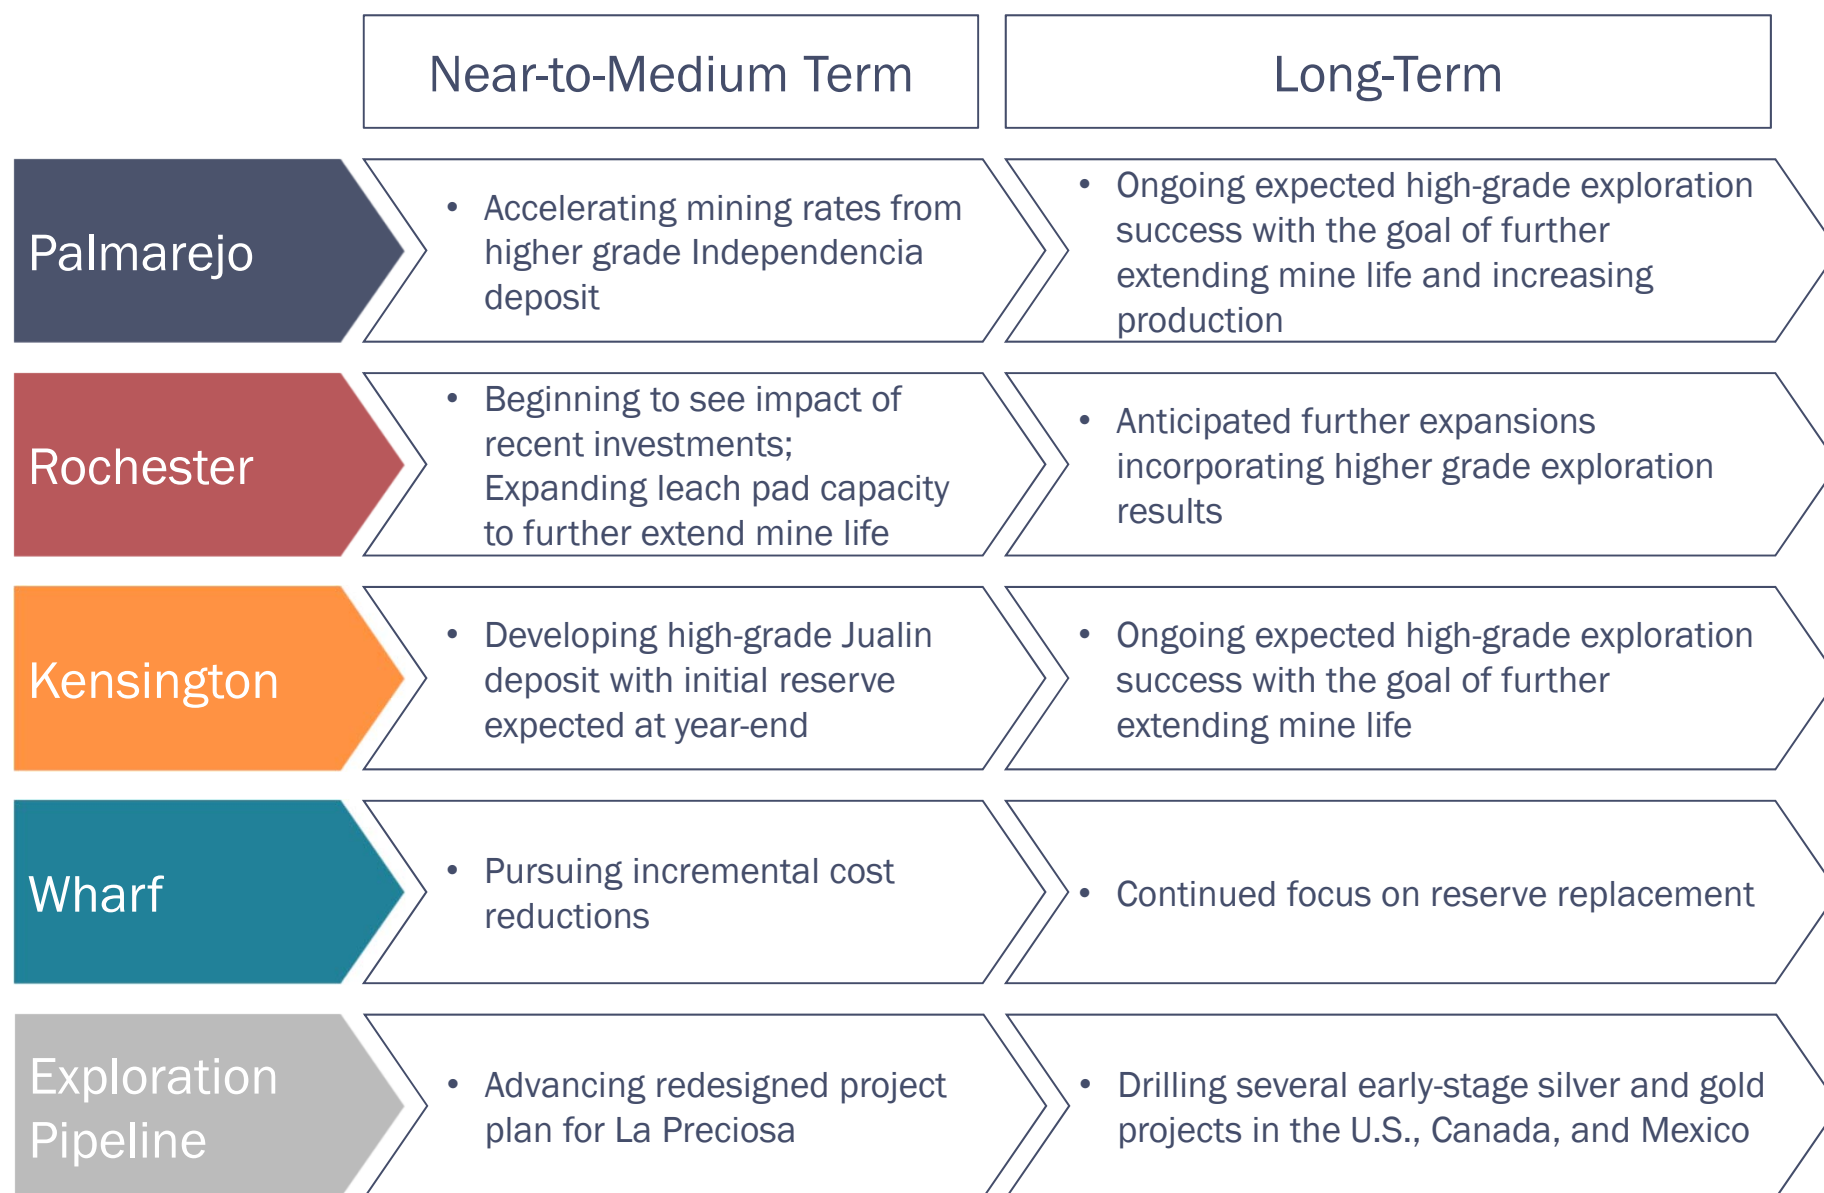 Near-to-Medium Term
Long-Term
Palmarejo
• Accelerating mining rates from
higher grade Independencia
deposit
• Ongoing expected high-grade exploration
success with the goal of further
extending mine life and increasing
production
Rochester
• Beginning to see impact of
recent investments;
Expanding leach pad capacity
to further extend mine life
• Anticipated further expansions
incorporating higher grade exploration
results
Kensington
• Developing high-grade Jualin
deposit with initial reserve
expected at year-end
• Ongoing expected high-grade exploration
success with the goal of further
extending mine life
Wharf
• Pursuing incremental cost
reductions
• Continued focus on reserve replacement
Exploration
Pipeline
• Advancing redesigned project
plan for La Preciosa
• Drilling several early-stage silver and gold
projects in the U.S., Canada, and Mexico